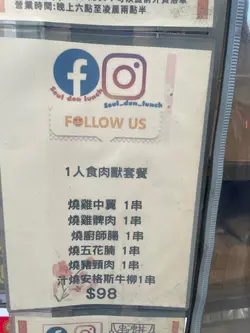 營業時間:晚上六點至凌晨兩點半
Soul_don_lunch
Soul_don_lunch
FOLLOW US
1人食肉獸套餐
燒雞中翼 1串
燒雞髀肉 1串
燒廚師腸 1串
燒五花腩 1串
燒豬頸肉 1串
汁燒安格斯牛柳1串
$98